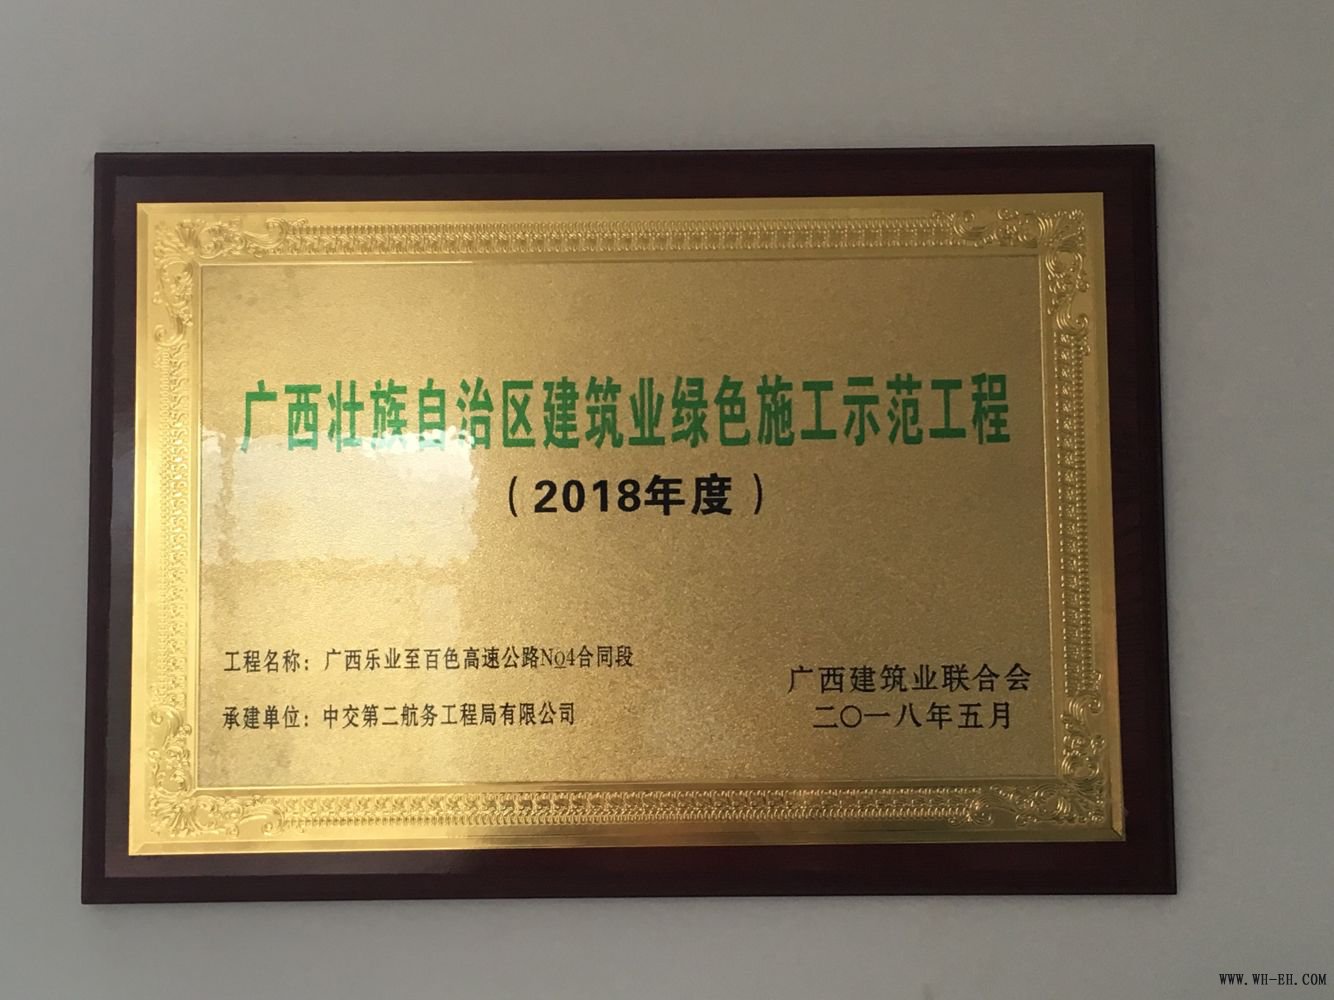 广西壮族自治区建筑业绿色施工示范工程
（2018年度）
工程名称：广西乐业至百色高速公路No4合同段
承建单位：中交第二航务工程局有限公司
广西建筑业联合会
二〇一八年五月
WWW.WH-EH.COM